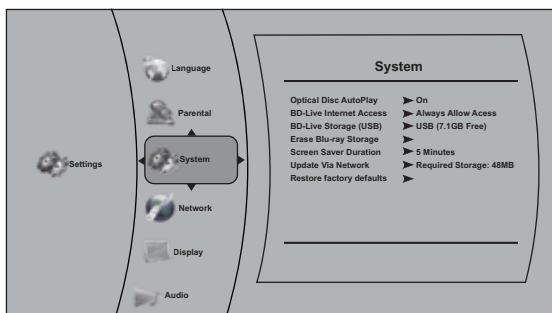 Settings
Language
Parental
System
Network
Display
Audio
System
Optical Disc AutoPlay On
BD-Live Internet Access Always Allow Acess
BD-Live Storage (USB) USB (7.1GB Free)
Erase Blu-ray Storage
Screen Saver Duration 5 Minutes
Update Via Network Required Storage: 48MB
Restore factory defaults